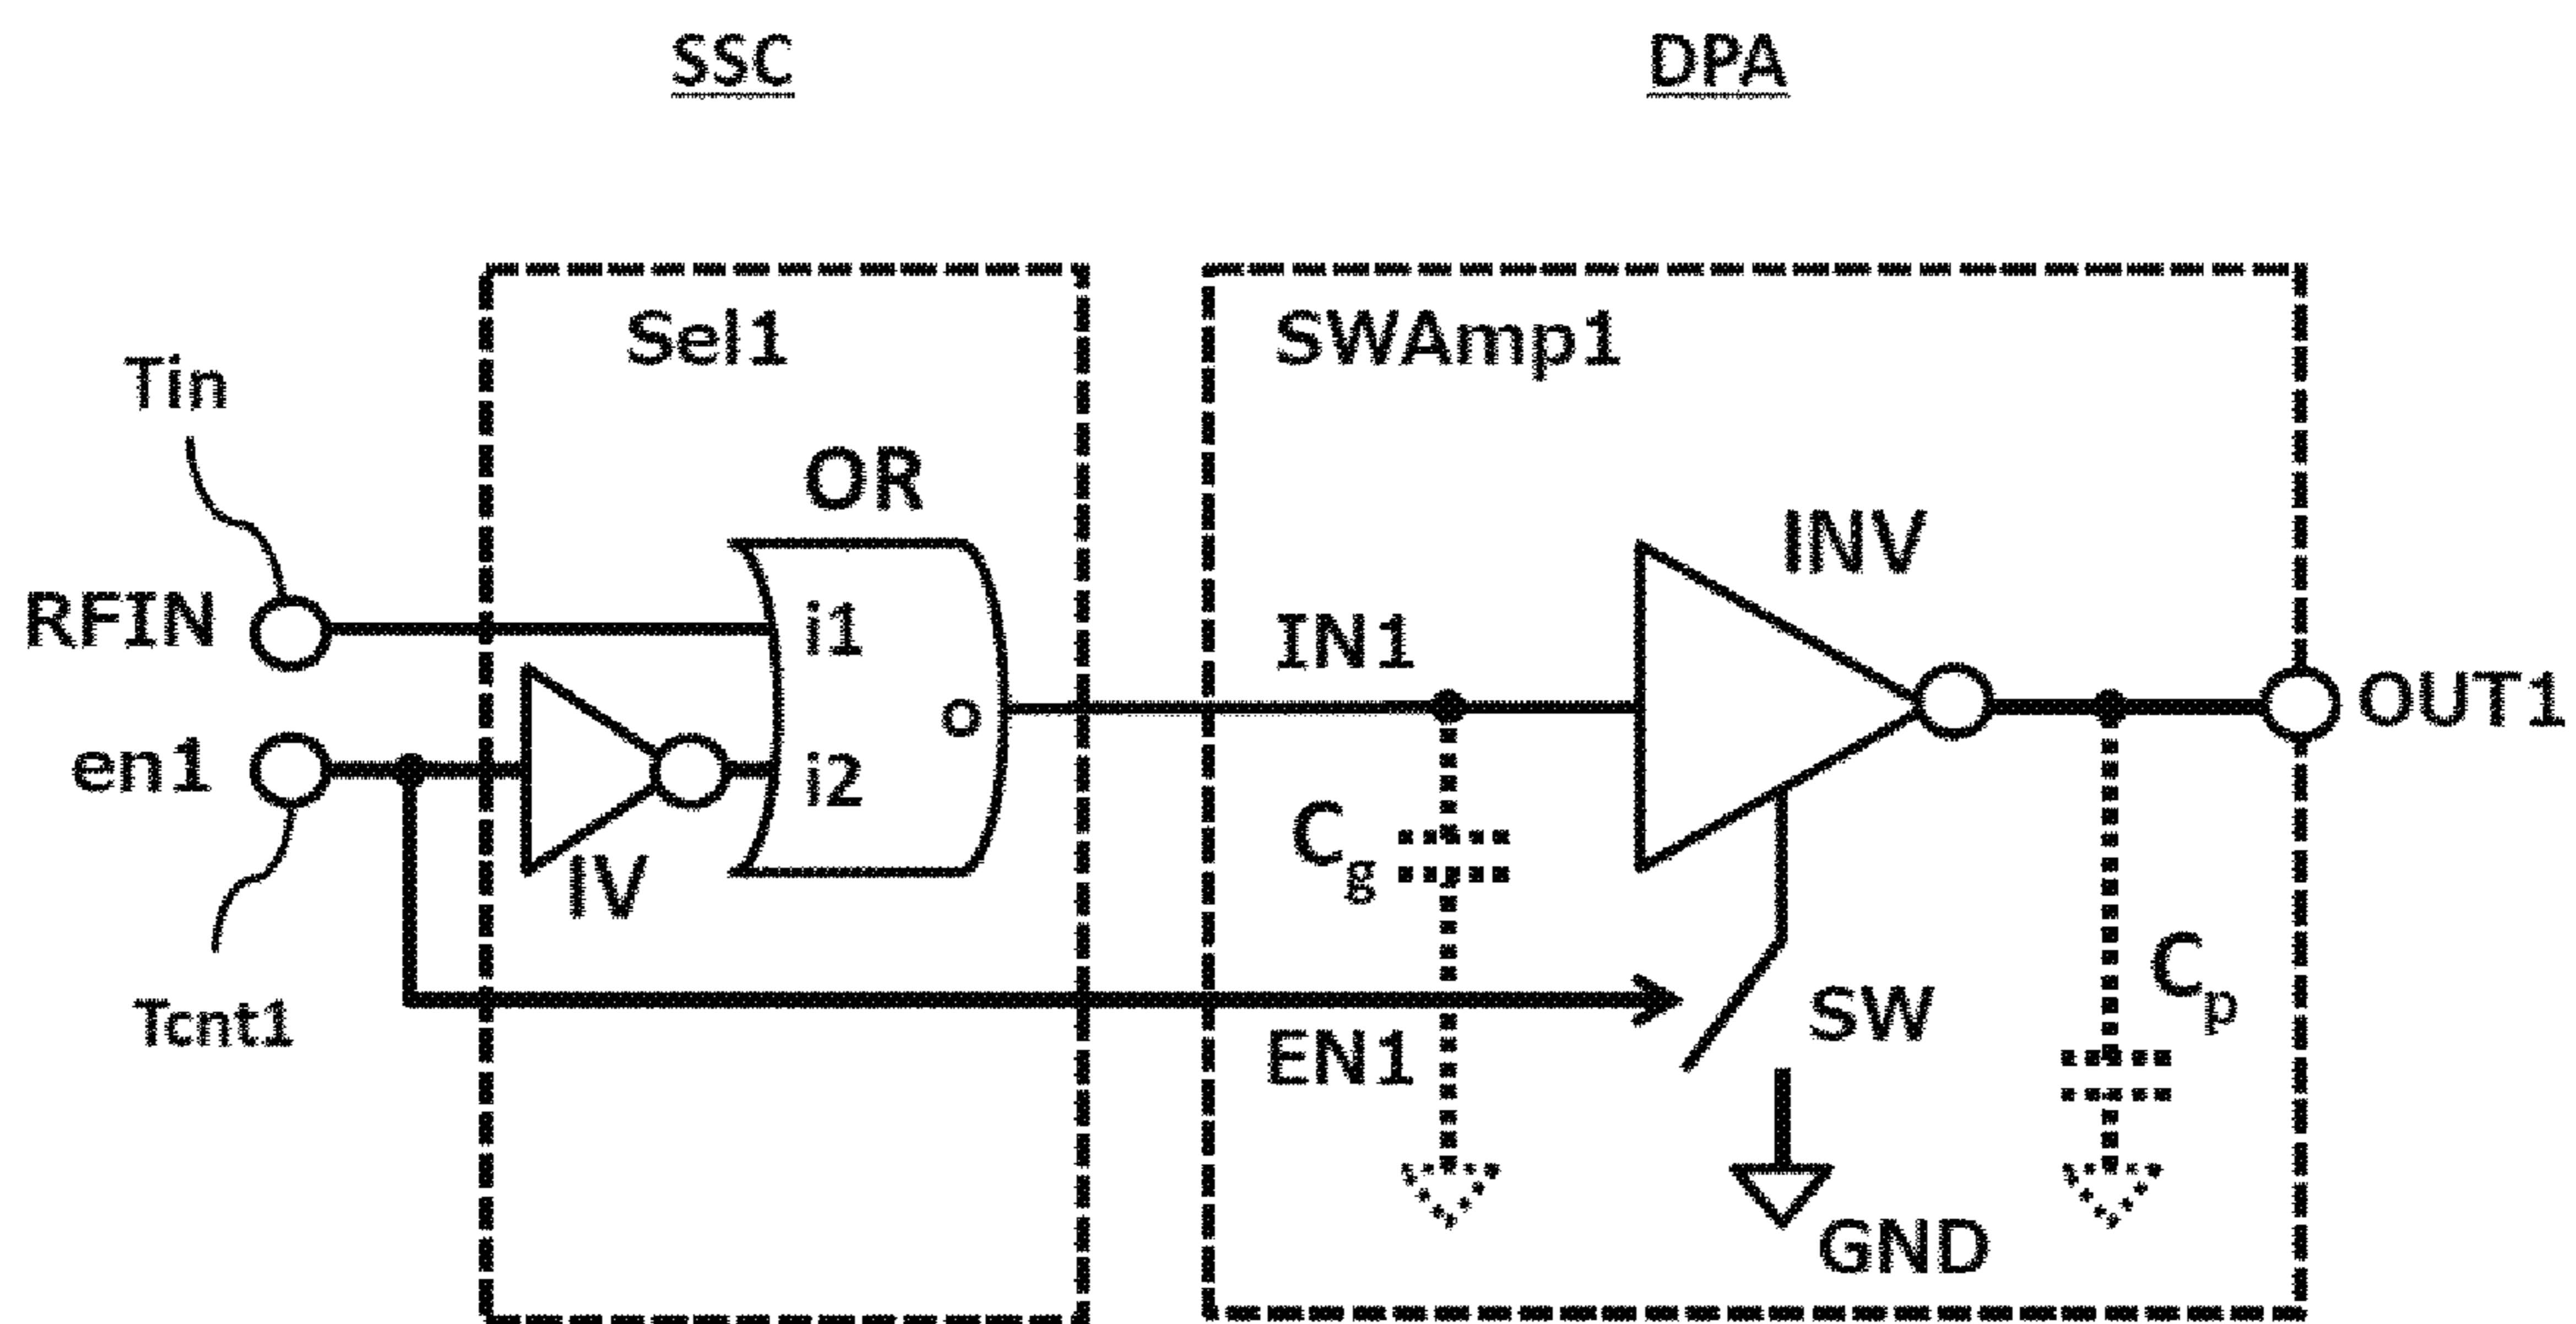 SSC
DPA
Sel1
SWAmp1
Tin
OR
INV
RFIN
i1
IN1
o
OUT1
en1
i2
Cg
IV
Cp
Tcnt1
EN1
SW
GND